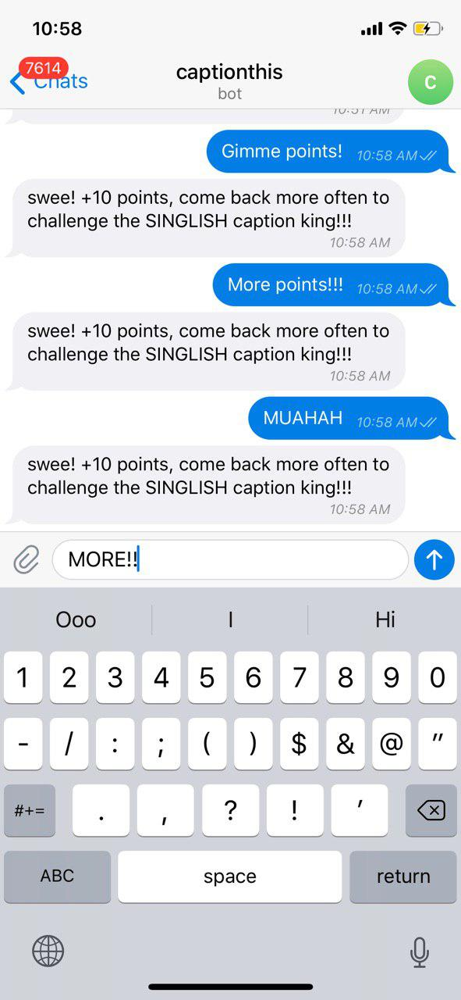 10:58
7614
Chats
captionthis
bot
C
10:51 AM
Gimme points! 10:58 AM
swee! +10 points, come back more often to
challenge the SINGLISH caption king!!!
10:58 AM
More points!!! 10:58 AM
swee! +10 points, come back more often to
challenge the SINGLISH caption king!!!
10:58 AM
MUAHAH 10:58 AM
swee! +10 points, come back more often to
challenge the SINGLISH caption king!!!
10:58 AM
MORE!!
Ooo I Hi
1 2 3 4 5 6 7 8 9 0
- / : ; ( ) $ & @ "
#+= . , ? ! '
ABC space return